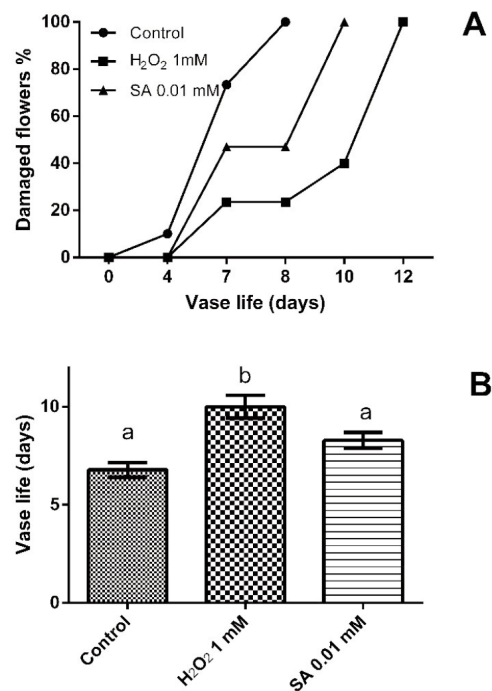 A
Control
H₂O₂ 1mM
SA 0.01 mM
Damaged flowers %
100
80
60
40
20
0
0 4 7 8 10 12
Vase life (days)
B
Vase life (days)
10
5
0
a
b
a
Control
H₂O₂ 1 mM
SA 0.01 mM